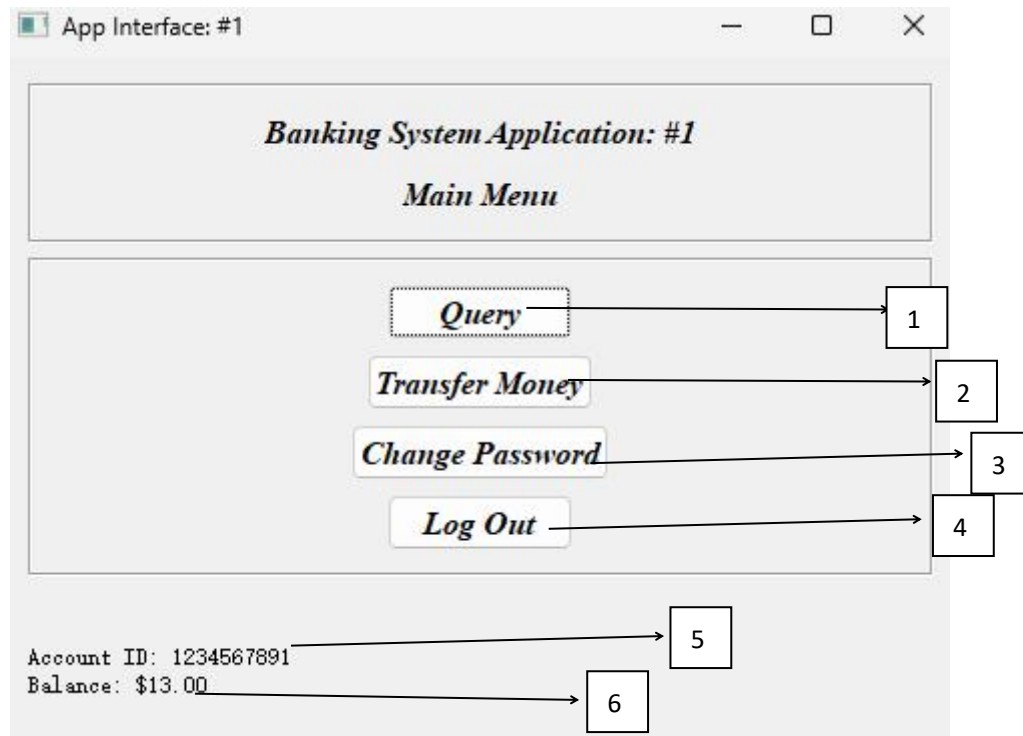 App Interface: #1
Banking System Application: #1
Main Menu
Query
1
Transfer Money
2
Change Password
3
Log Out
4
Account ID: 1234567891
5
Balance: $13.00
6